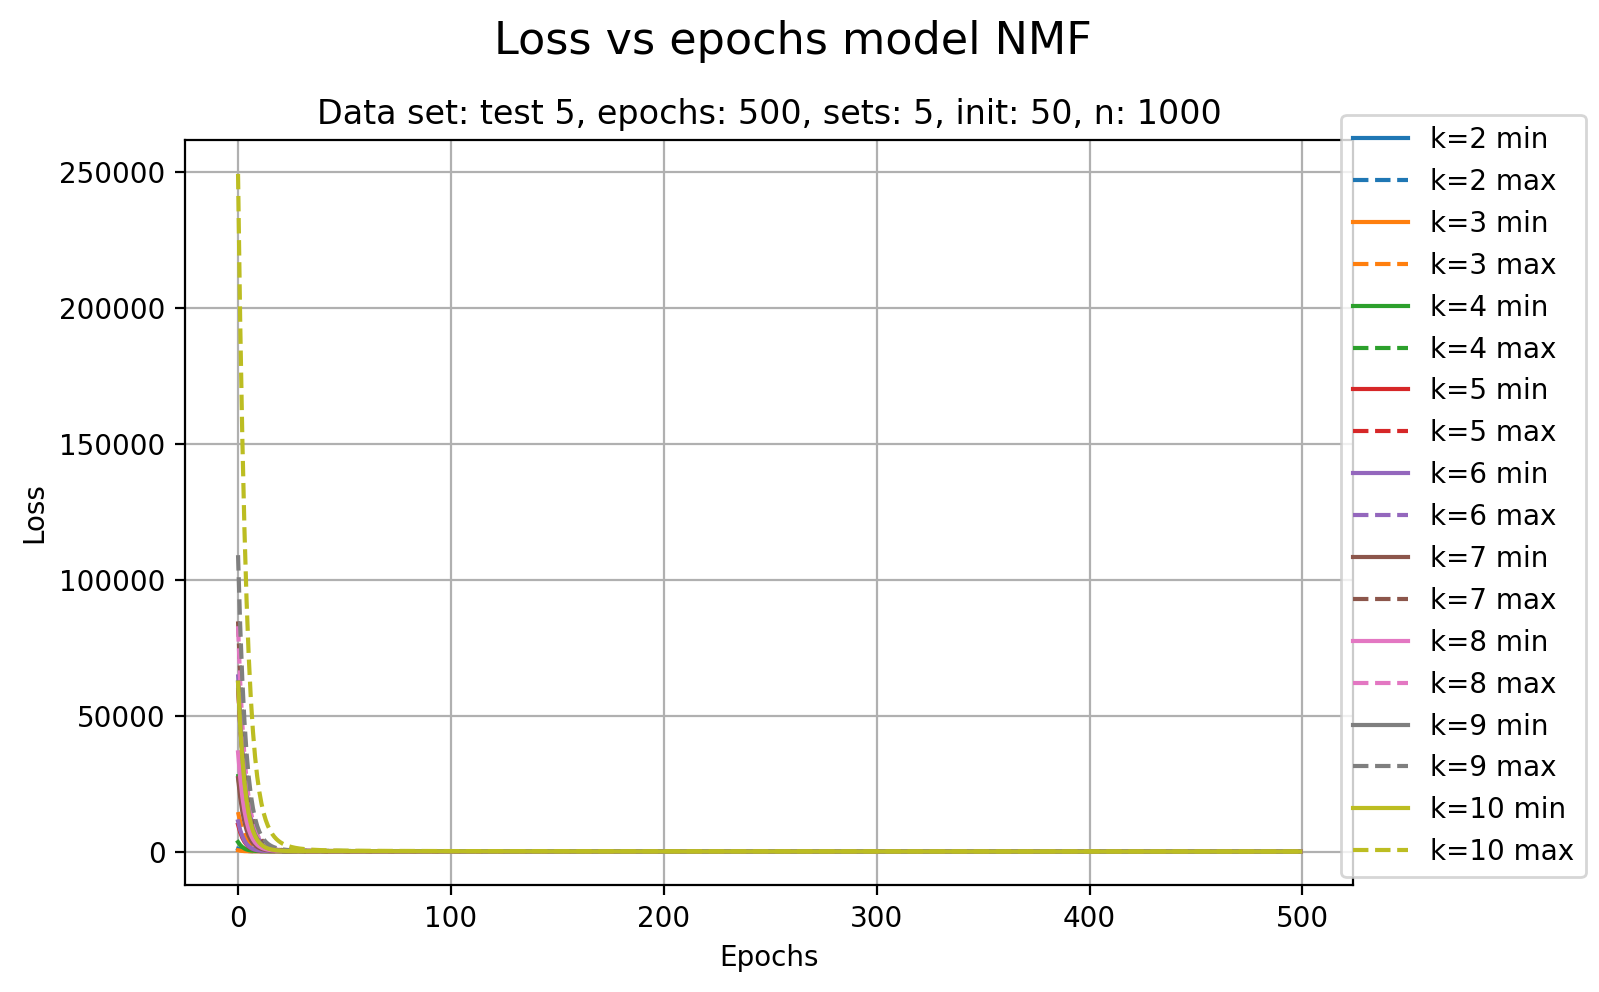 Loss vs epochs model NMF
Data set: test 5, epochs: 500, sets: 5, init: 50, n: 1000
250000
200000
150000
100000
50000
0
Loss
0 100 200 300 400 500
Epochs
k=2 min
k=2 max
k=3 min
k=3 max
k=4 min
k=4 max
k=5 min
k=5 max
k=6 min
k=6 max
k=7 min
k=7 max
k=8 min
k=8 max
k=9 min
k=9 max
k=10 min
k=10 max